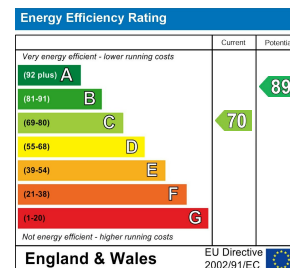 Energy Efficiency Rating
Current Potentia
Very energy efficient - lower running costs
(92 plus) A
(81-91) B
(69-80) C
(55-68) D
(39-54) E
(21-38) F
(1-20) G
89
70
Not energy efficient - higher running costs
England & Wales
EU Directive
2002/91/EC